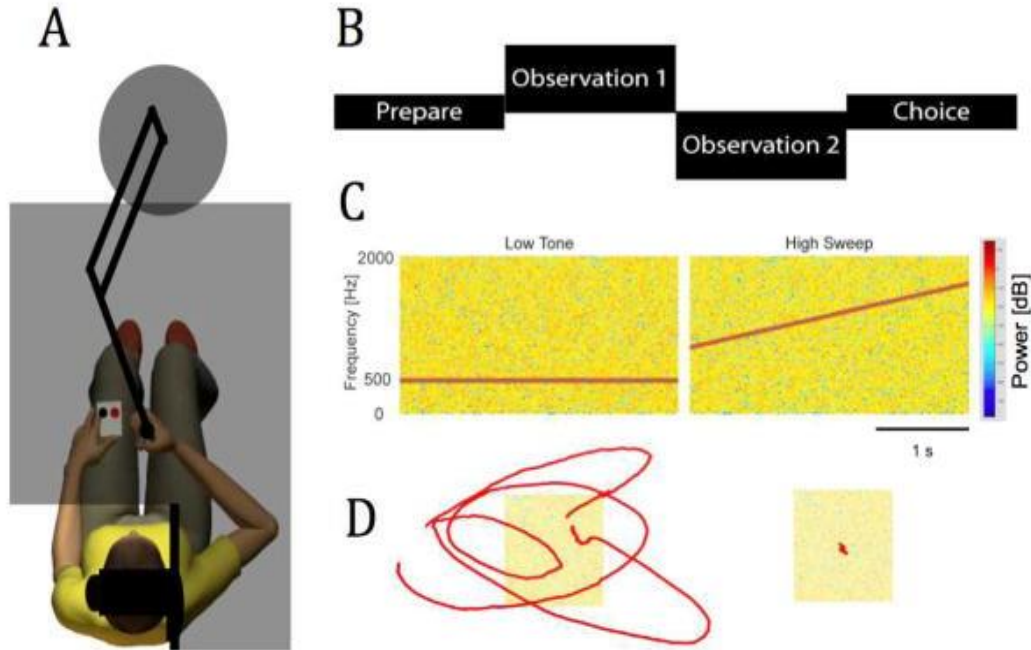 A
B
Prepare
Observation 1
Observation 2
Choice
C
Low Tone
High Sweep
2000
500
0
Frequency [Hz]
Power [dB]
1 s
D